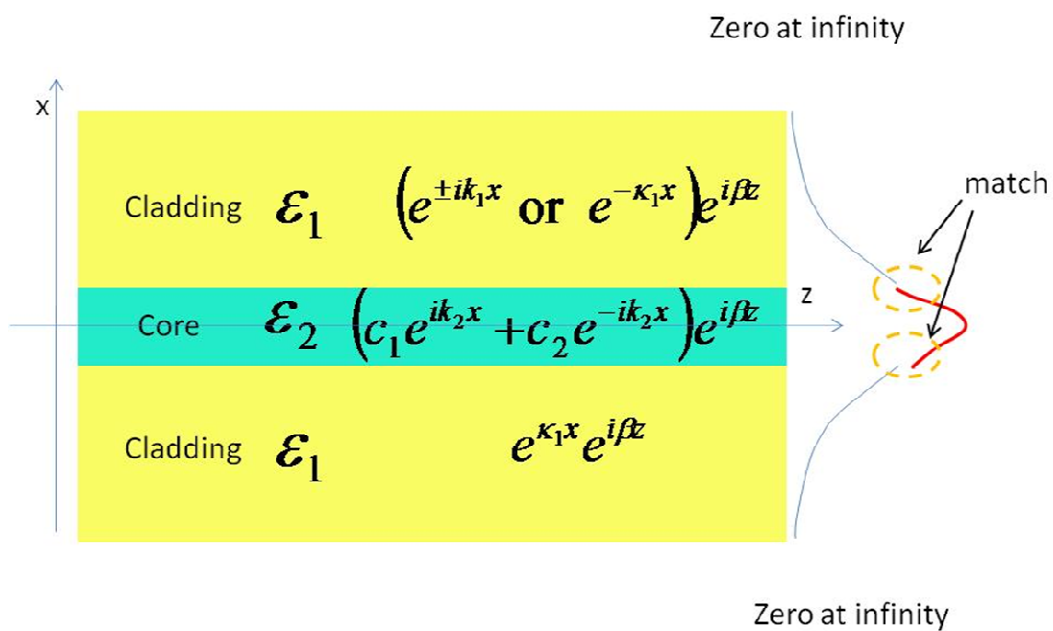 Zero at infinity
x
match
Cladding ε₁ (e^{±ik₁x} or e^{-κ₁x})e^{iβz}
z
Core ε₂ (c₁e^{ik₂x} +c₂e^{-ik₂x})e^{iβz}
Cladding ε₁ e^{κ₁x}e^{iβz}
Zero at infinity